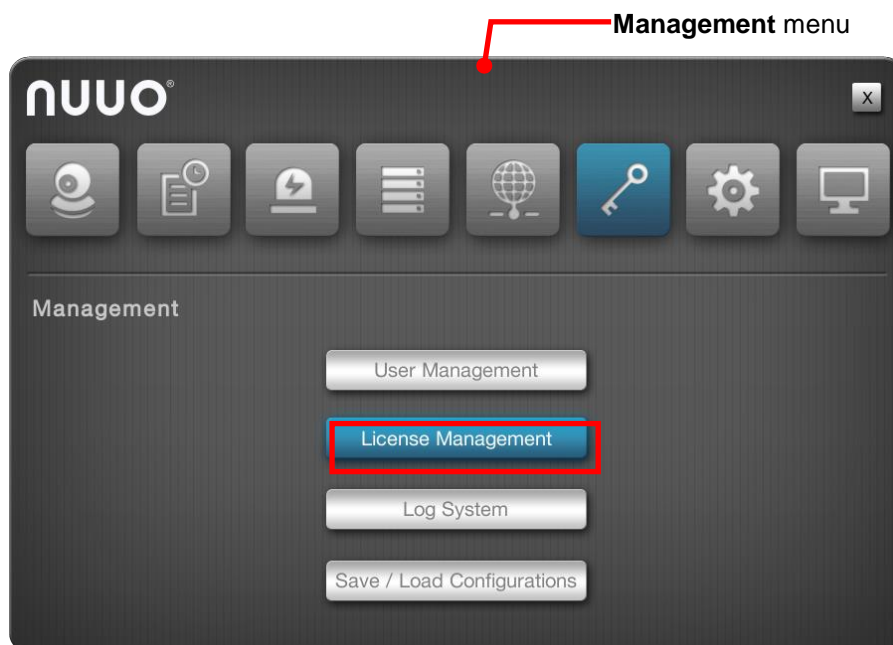 Management menu
nuuo®
X
Management
User Management
License Management
Log System
Save / Load Configurations